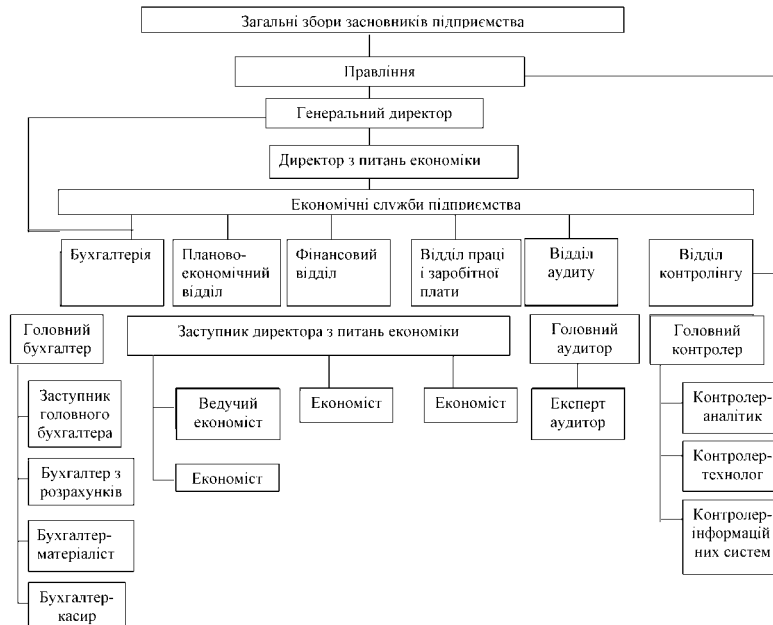 Загальні збори засновників підприємства
Правління
Генеральний директор
Директор з питань економіки
Економічні служби підприємства
Бухгалтерія
Планово-
економічний
відділ
Фінансовий
відділ
Відділ праці
і заробітної
плати
Відділ
аудиту
Відділ
контролінгу
Головний
бухгалтер
Заступник директора з питань економіки
Головний
аудитор
Головний
контролер
Заступник
головного
бухгалтера
Ведучий
економіст
Економіст
Економіст
Експерт
аудитор
Контролер-
аналітик
Бухгалтер з
розрахунків
Економіст
Контролер-
технолог
Бухгалтер-
матеріаліст
Контролер-
інформацій
них систем
Бухгалтер-
касир